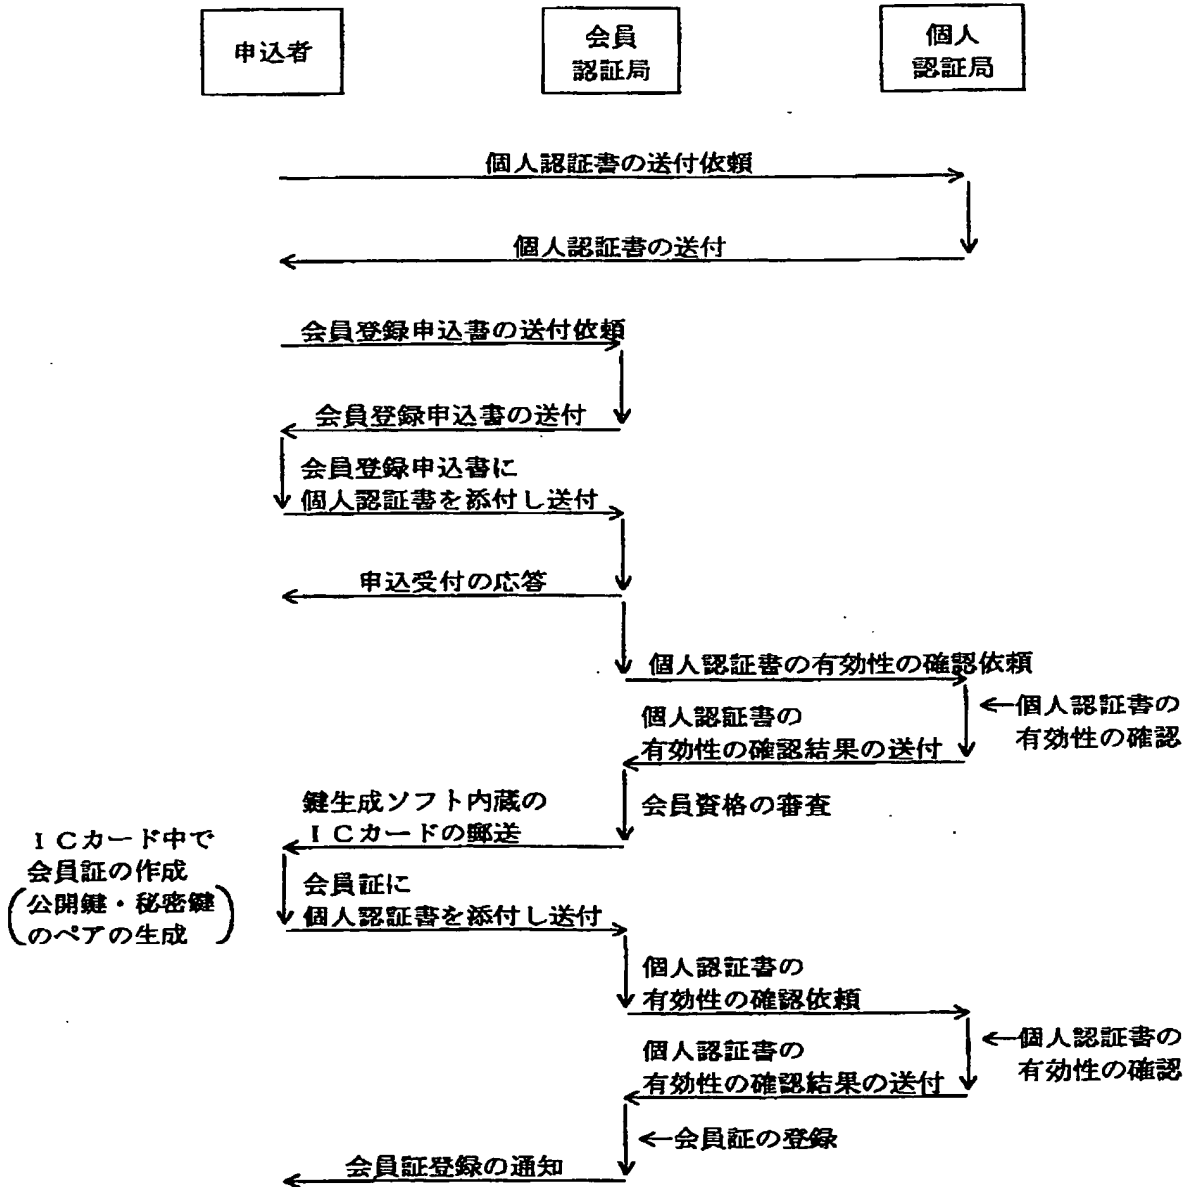 申込者
会員
認証局
個人
認証局
個人認証書の送付依頼
個人認証書の送付
会員登録申込書の送付依頼
会員登録申込書の送付
会員登録申込書に
個人認証書を添付し送付
申込受付の応答
個人認証書の有効性の確認依頼
←個人認証書の
有効性の確認
個人認証書の
有効性の確認結果の送付
会員資格の審査
鍵生成ソフト内蔵の
ICカードの郵送
ICカード中で
会員証の作成
(公開鍵・秘密鍵
のペアの生成)
会員証に
個人認証書を添付し送付
個人認証書の
有効性の確認依頼
←個人認証書の
有効性の確認
個人認証書の
有効性の確認結果の送付
←会員証の登録
会員証登録の通知